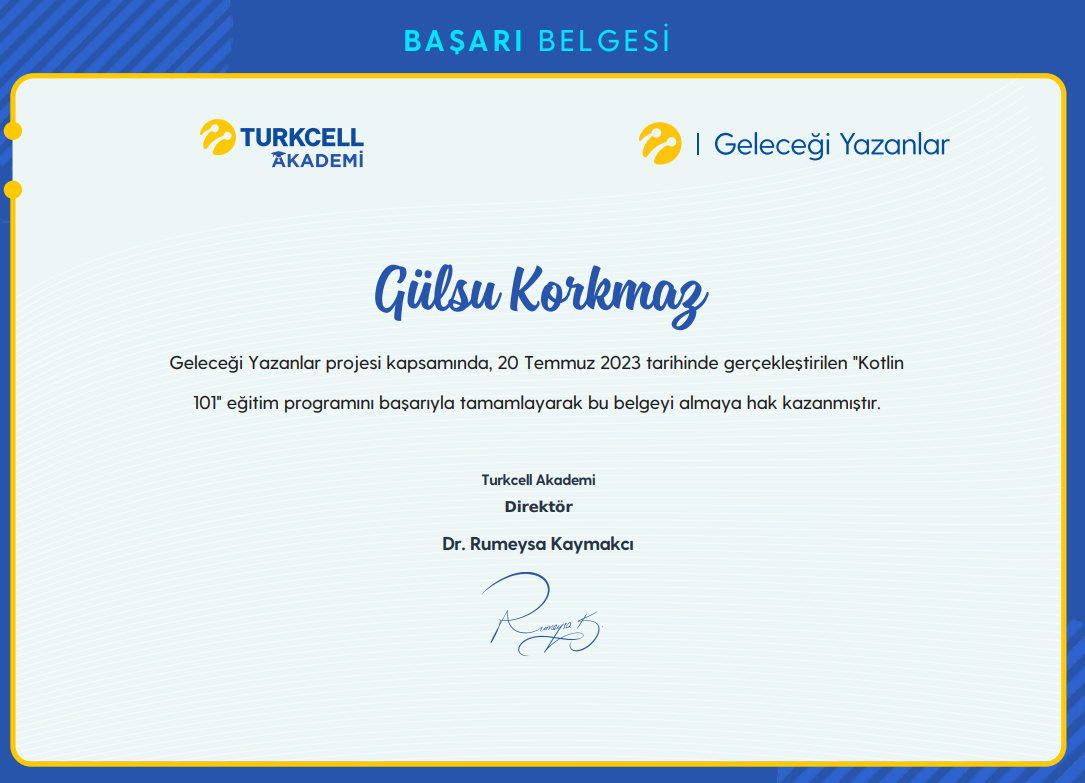 BAŞARI BELGESİ
TURKCELL
AKADEMİ
Geleceği Yazanlar
Gülsu Korkmaz
Geleceği Yazanlar projesi kapsamında, 20 Temmuz 2023 tarihinde gerçekleştirilen "Kotlin
101" eğitim programını başarıyla tamamlayarak bu belgeyi almaya hak kazanmıştır.
Turkcell Akademi
Direktör
Dr. Rumeysa Kaymakcı
Rumeysa K.